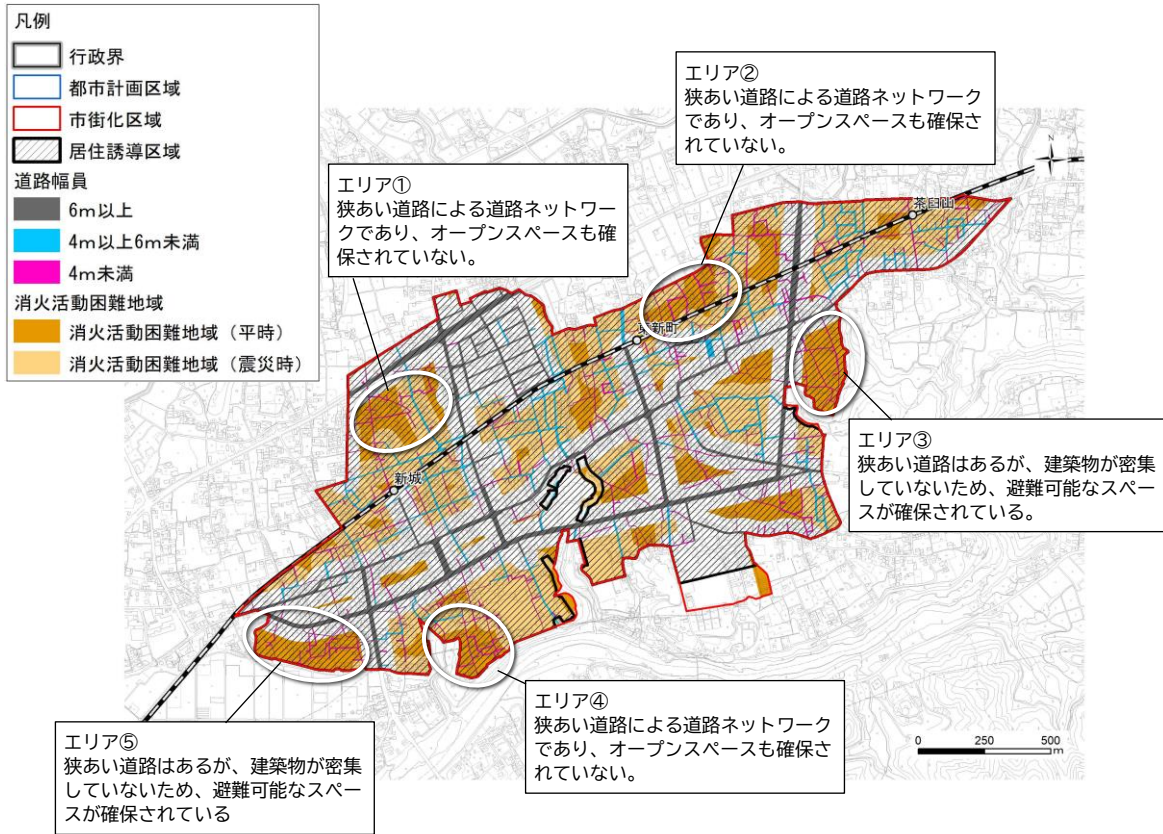 凡例
行政界
都市計画区域
市街化区域
居住誘導区域
道路幅員
6m以上
4m以上6m未満
4m未満
消火活動困難地域
消火活動困難地域（平時）
消火活動困難地域（震災時）
エリア②
狭あい道路による道路ネットワーク
であり、オープンスペースも確保さ
れていない。
エリア①
狭あい道路による道路ネットワー
クであり、オープンスペースも確
保されていない。
N
茶臼山
東新町
新城
エリア③
狭あい道路はあるが、建築物が密集
していないため、避難可能なスペー
スが確保されている。
エリア④
狭あい道路による道路ネットワーク
であり、オープンスペースも確保さ
れていない。
エリア⑤
狭あい道路はあるが、建築物が密集
していないため、避難可能なスペー
スが確保されている
0 250 500
m